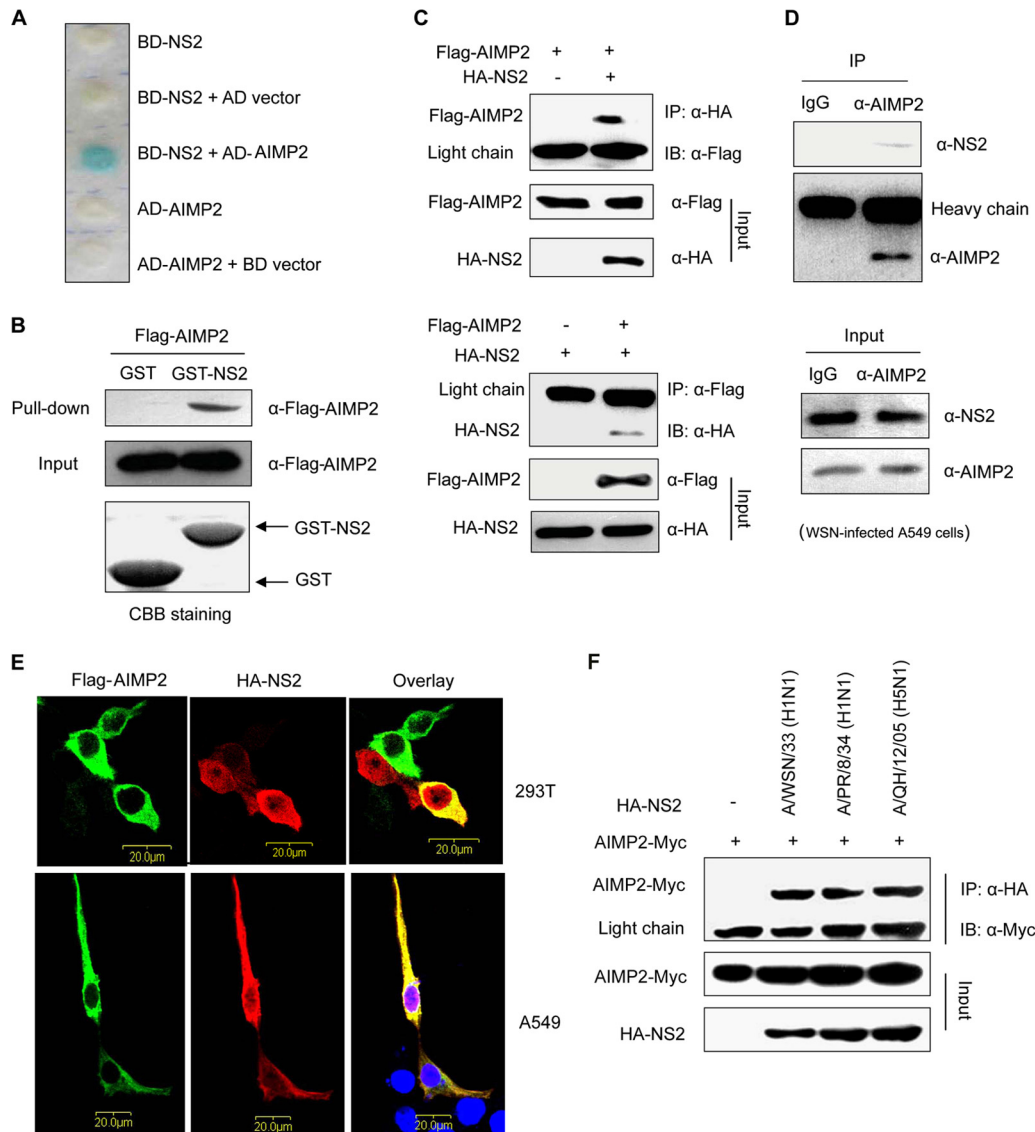 A
BD-NS2
BD-NS2 + AD vector
BD-NS2 + AD-AIMP2
AD-AIMP2
AD-AIMP2 + BD vector
B
Flag-AIMP2
GST GST-NS2
Pull-down α-Flag-AIMP2
Input α-Flag-AIMP2
GST-NS2
GST
CBB staining
C
Flag-AIMP2 + +
HA-NS2 - +
Flag-AIMP2 IP: α-HA
Light chain IB: α-Flag
Flag-AIMP2 α-Flag
HA-NS2 α-HA
Input
Flag-AIMP2 - +
HA-NS2 + +
Light chain IP: α-Flag
HA-NS2 IB: α-HA
Flag-AIMP2 α-Flag
HA-NS2 α-HA
Input
D
IP
IgG α-AIMP2
α-NS2
Heavy chain
α-AIMP2
Input
IgG α-AIMP2
α-NS2
α-AIMP2
(WSN-infected A549 cells)
E
Flag-AIMP2 HA-NS2 Overlay
293T
20.0μm 20.0μm 20.0μm
A549
20.0μm 20.0μm 20.0μm
F
A/WSN/33 (H1N1)
A/PR/8/34 (H1N1)
A/QH/12/05 (H5N1)
HA-NS2 -
AIMP2-Myc + + + +
AIMP2-Myc IP: α-HA
Light chain IB: α-Myc
AIMP2-Myc
HA-NS2
Input